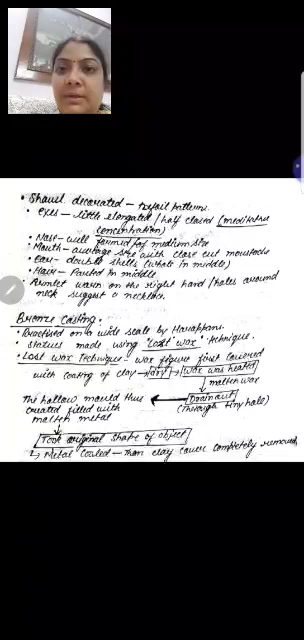 • Shawl decorated – trefoil patterns.
• eyes – little elongated / half closed (meditative
concentration)
• Nose – well formed of medium size
• Mouth – average size with close cut moustache
• Ear – double shells (whole in middle)
• Hair – Parted in middle
• Armlet worn on the right hand / holes around
neck suggest a necklace.
Bronze Casting.
• Practised on a wide scale by Harappans.
• Statues made using "Lost wax" technique.
• Lost wax technique – wax figure first covered
with coating of clay → Dry → wax was heated
molten wax
Drain out
(through tiny hole)
The hollow mould thus
created filled with
molten metal
Took original shape of object
↳ Metal cooled – then clay cover completely removed,